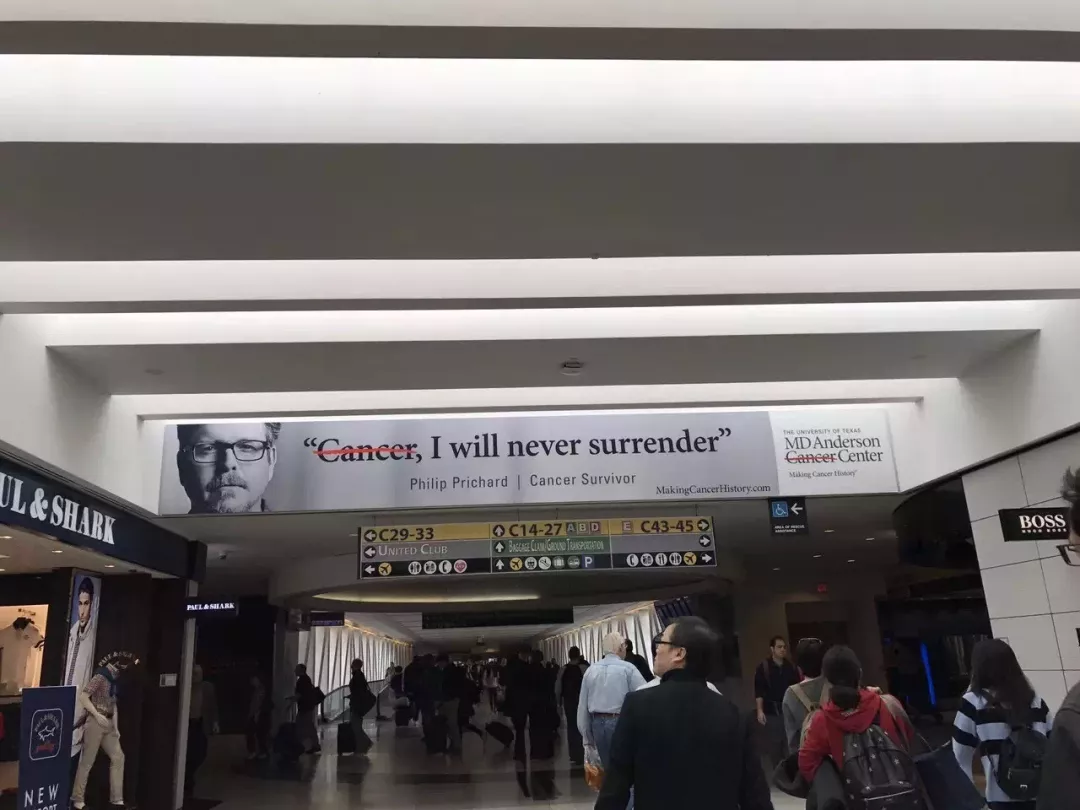 “Cancer, I will never surrender”
Philip Prichard | Cancer Survivor
MakingCancerHistory.com
THE UNIVERSITY OF TEXAS
MD Anderson
Cancer Center
Making Cancer History®
UL & SHARK
PAUL & SHARK
BOSS
C29-33
UNITED CLUB
C14-27 A B D
BAGGAGE CLAIM/GROUND TRANSPORTATION
P
E C43-45
NEW